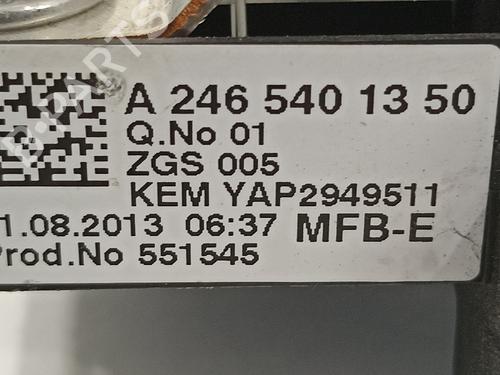 A 246 540 13 50
Q.No 01
ZGS 005
KEM YAP2949511
1.08.2013 06:37 MFB-E
Prod.No 551545
B-PARTS